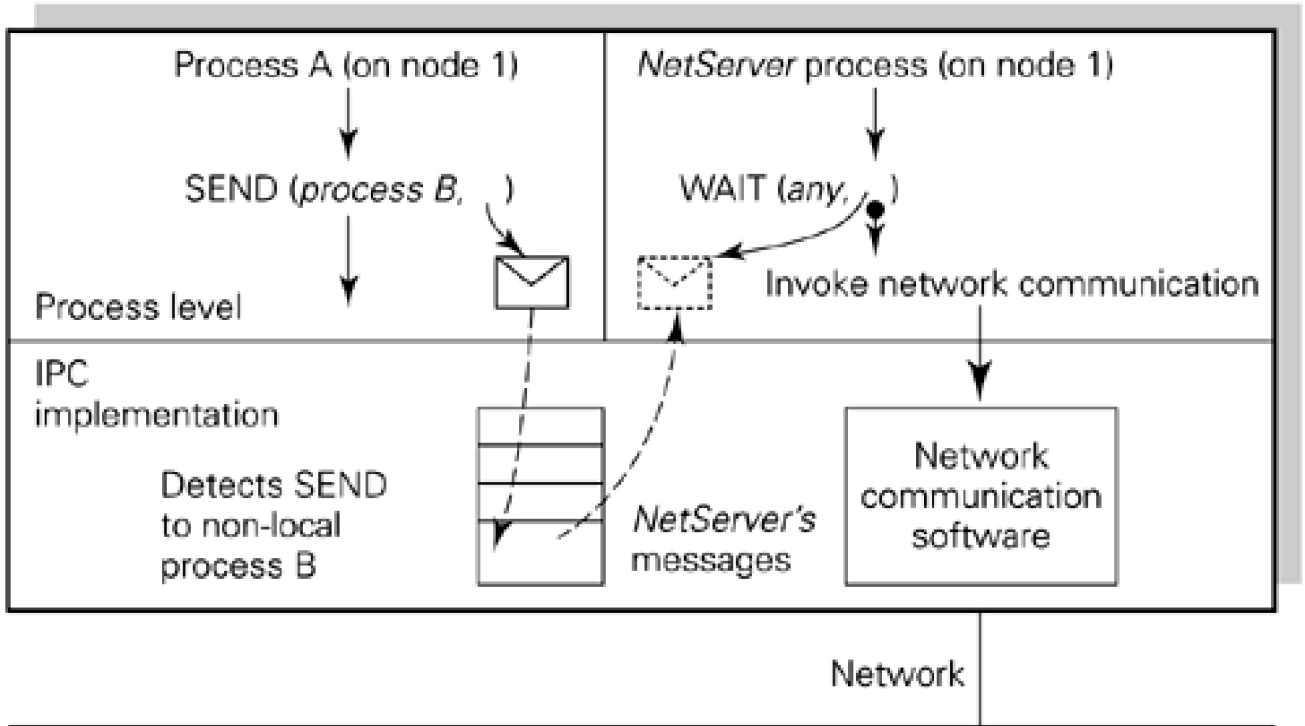 Process A (on node 1)
NetServer process (on node 1)
SEND (process B, )
WAIT (any, )
Invoke network communication
Process level
IPC
implementation
Detects SEND
to non-local
process B
NetServer's
messages
Network
communication
software
Network